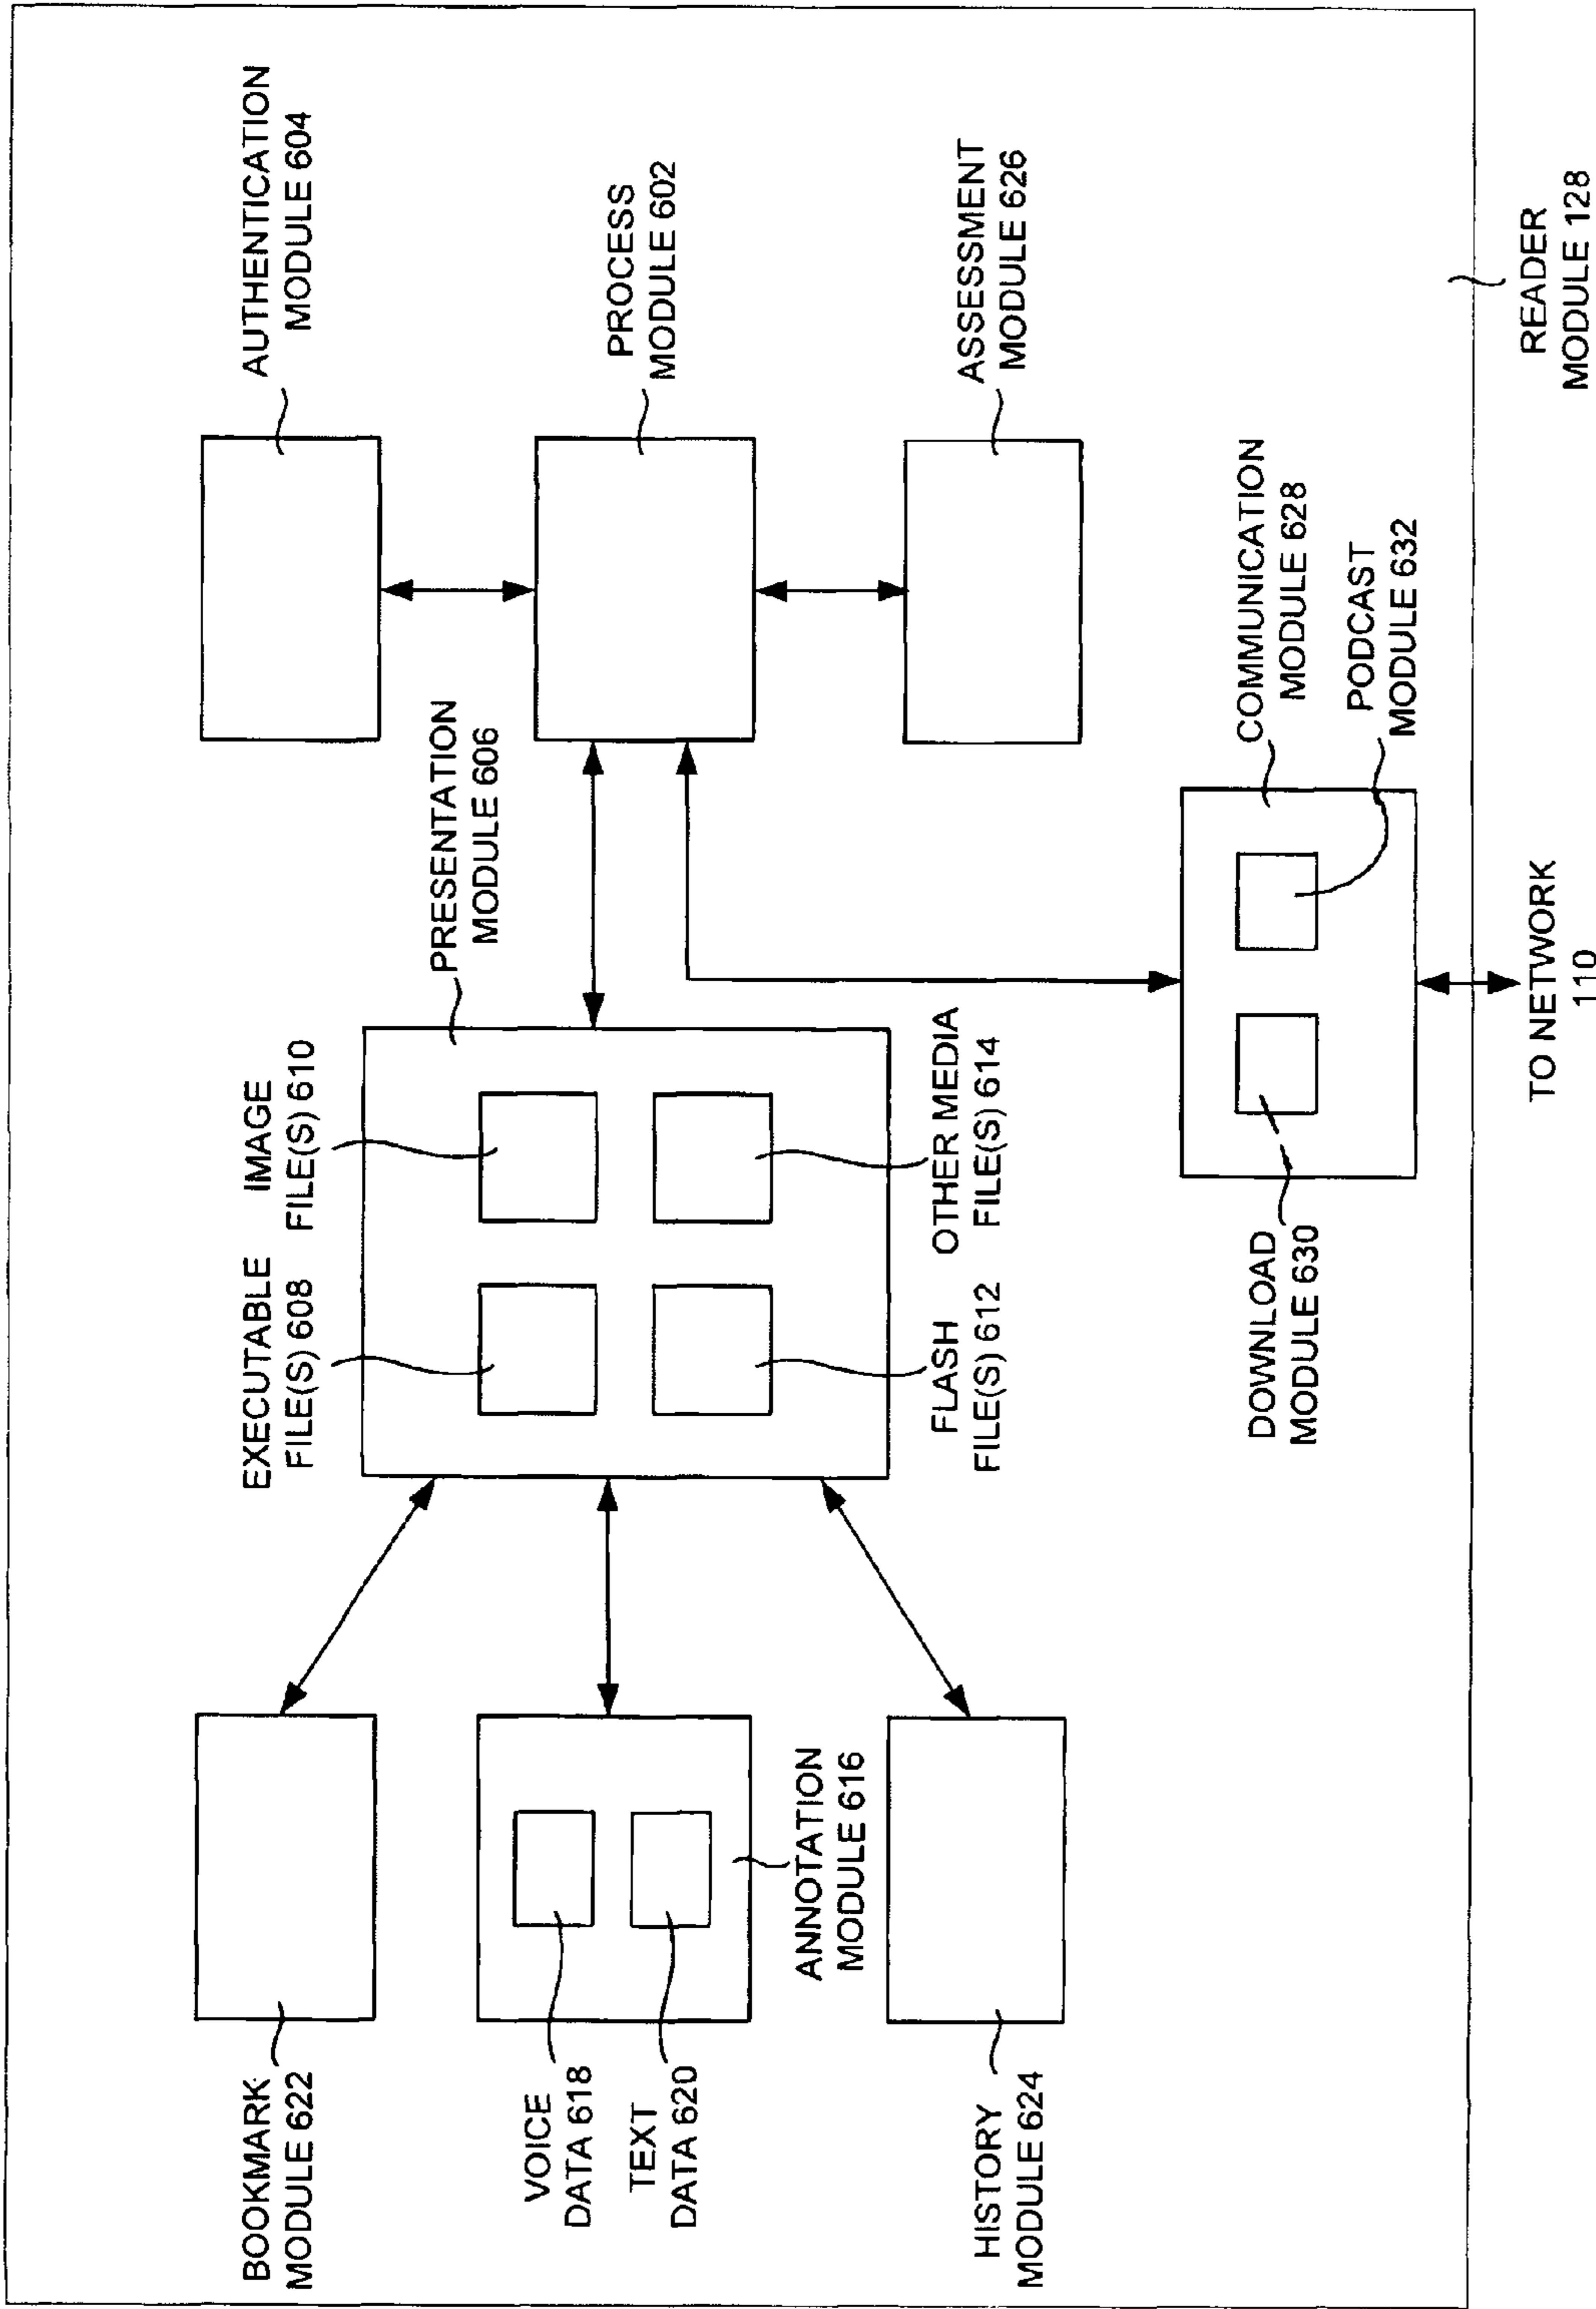 BOOKMARK
MODULE 622
VOICE
DATA 618
TEXT
DATA 620
HISTORY
MODULE 624
ANNOTATION
MODULE 616
EXECUTABLE
FILE(S) 608
IMAGE
FILE(S) 610
FLASH
FILE(S) 612
OTHER MEDIA
FILE(S) 614
PRESENTATION
MODULE 606
AUTHENTICATION
MODULE 604
PROCESS
MODULE 602
ASSESSMENT
MODULE 626
COMMUNICATION
MODULE 628
PODCAST
MODULE 632
DOWNLOAD
MODULE 630
TO NETWORK
110
READER
MODULE 128